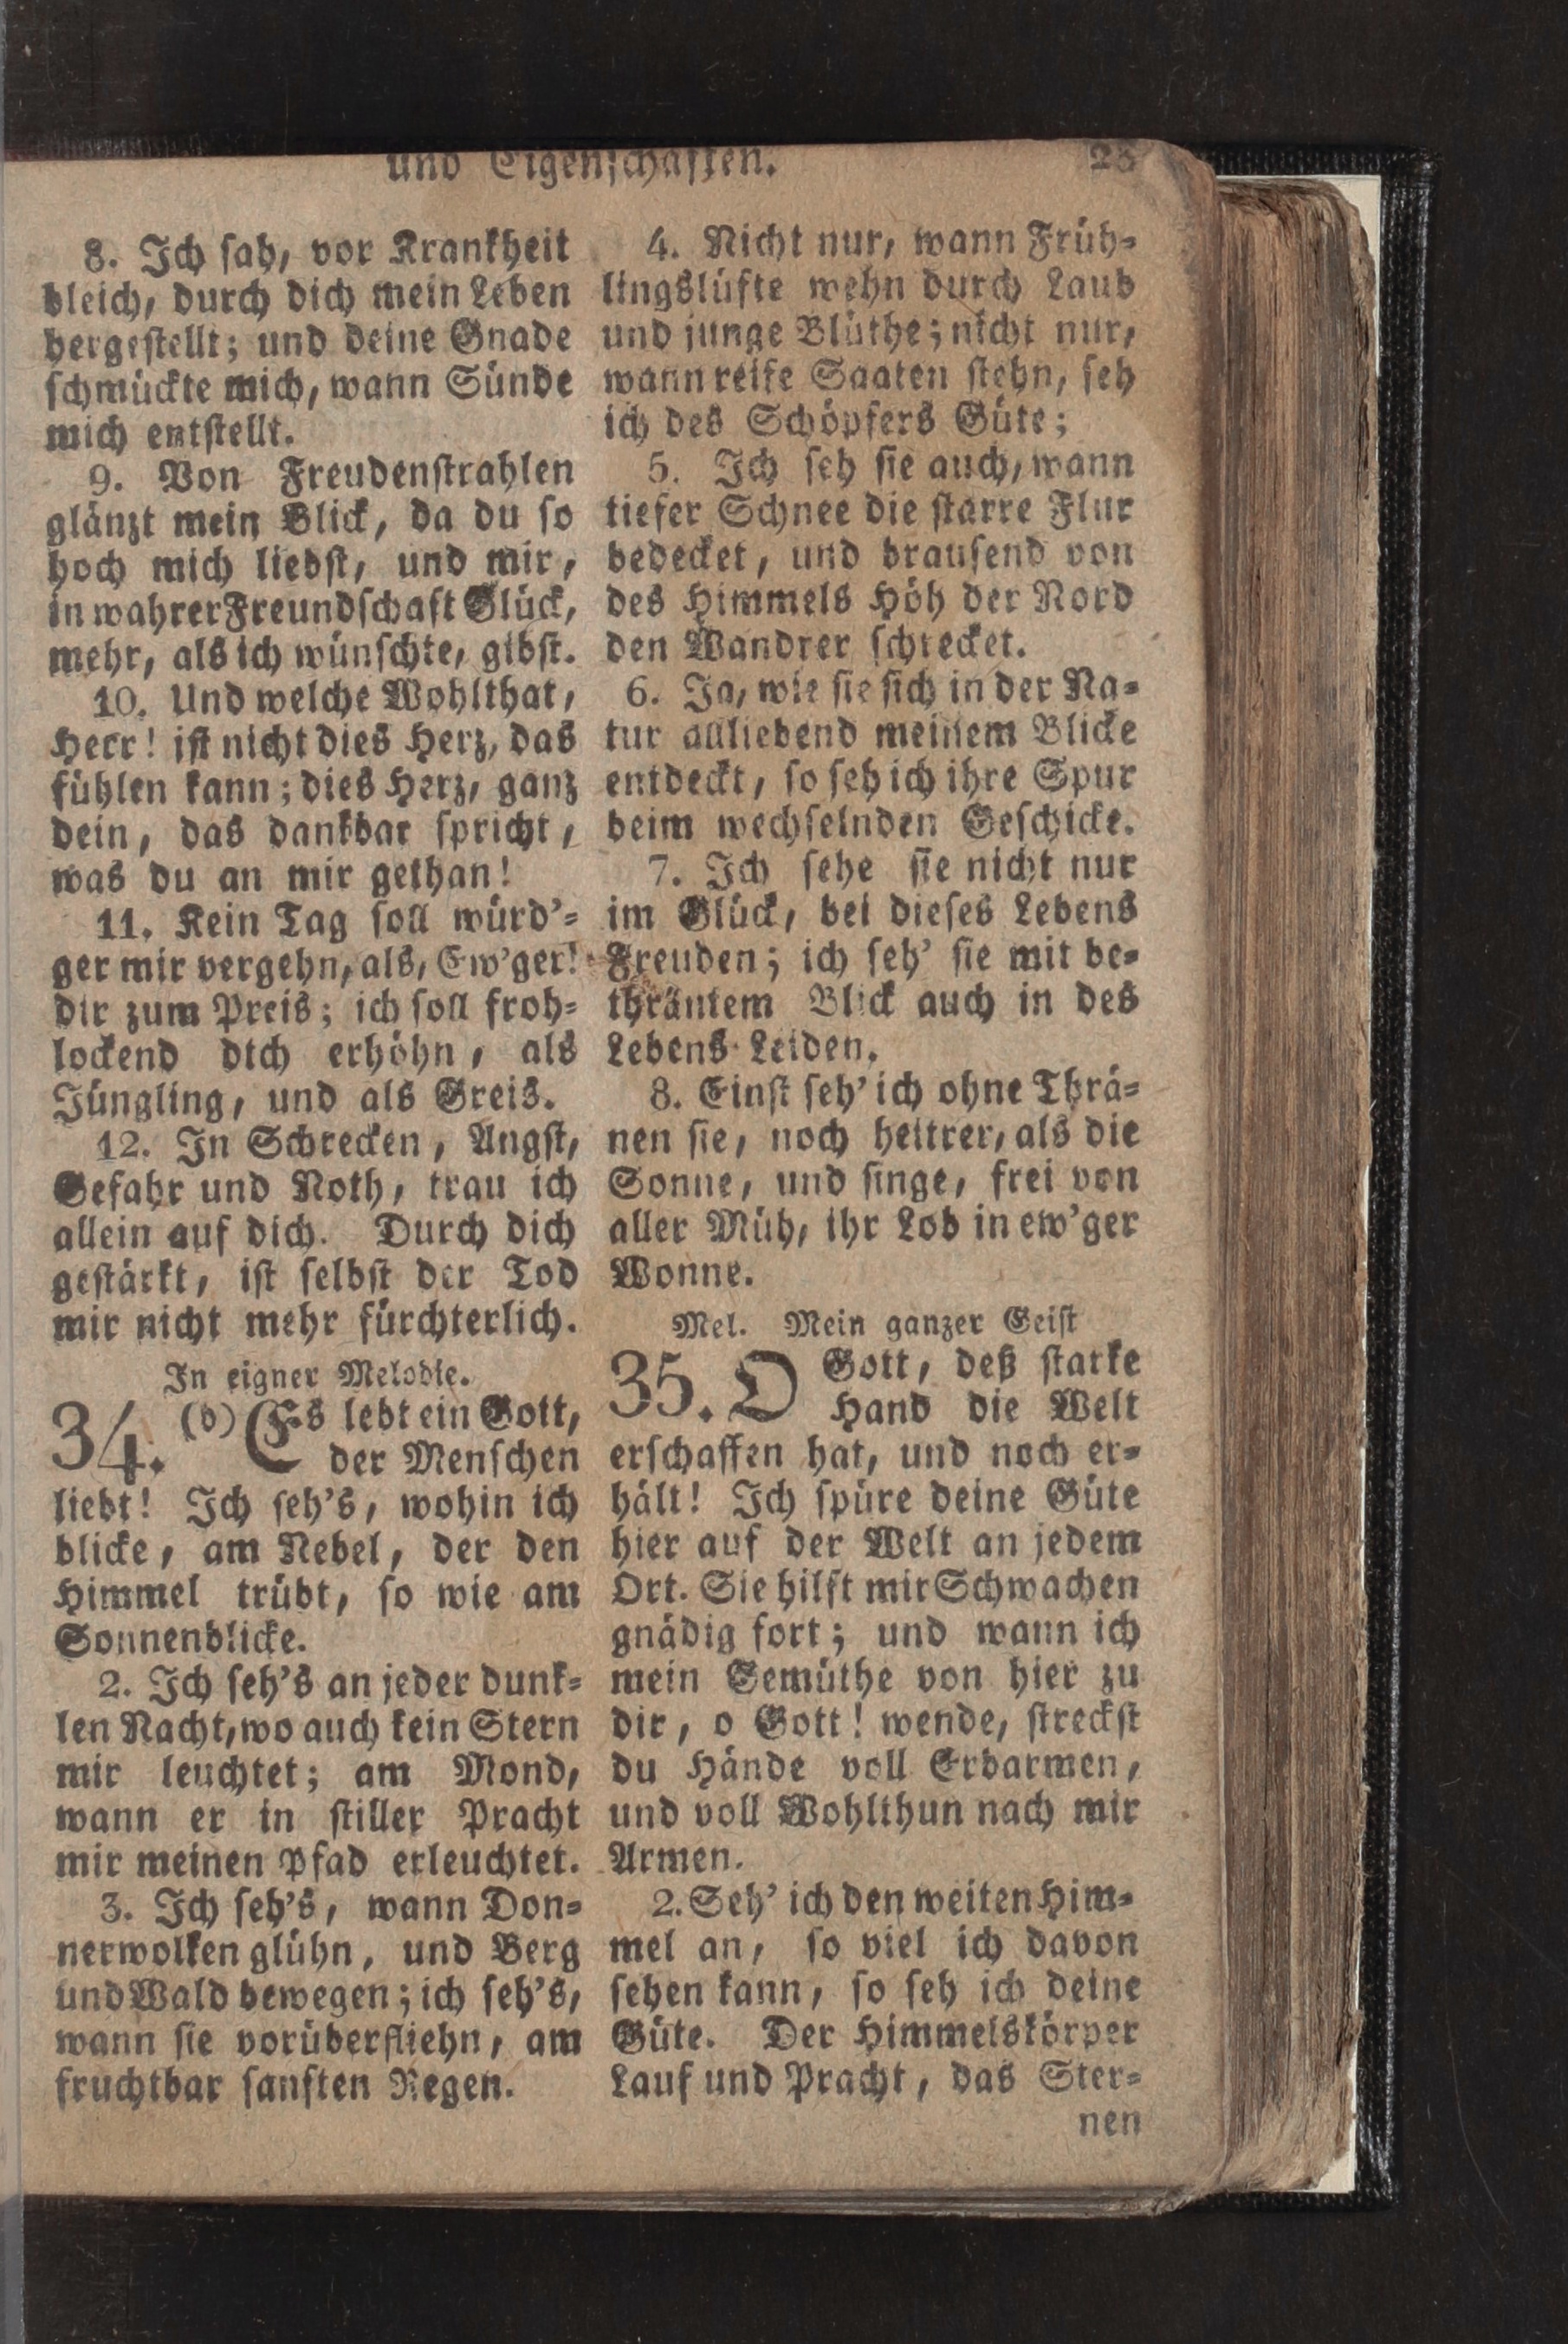 und Eigenschaften.
8. Ich sah, vor Krankheit
bleich, durch dich mein Leben
hergestellt; und deine Gnade
schmückte mich, wann Sünde
mich entstellt.
9. Von Freudenstrahlen
glänzt mein Blick, da du so
hoch mich liebst, und mir,
in wahrer Freundschaft Glück,
mehr, als ich wünschte, gibst.
10. Und welche Wohlthat,
Herr! ist nicht dies Herz, das
fühlen kann; dies Herz, ganz
dein, das dankbar spricht,
was du an mir gethan!
11. Kein Tag soll würd'-
ger mir vergehn, als, Ew'ger!
dir zum Preis; ich soll froh-
lockend dich erhöhn, als
Jüngling, und als Greis.
12. In Schrecken, Angst,
Gefahr und Noth, trau ich
allein auf dich. Durch dich
gestärkt, ist selbst der Tod
mir nicht mehr fürchterlich.
In eigner Melodie.
34. (b) Es lebt ein Gott,
der Menschen
liebt! Ich seh's, wohin ich
blicke, am Nebel, der den
Himmel trübt, so wie am
Sonnenblicke.
2. Ich seh's an jeder dunk-
len Nacht, wo auch kein Stern
mir leuchtet; am Mond,
wann er in stiller Pracht
mir meinen Pfad erleuchtet.
3. Ich seh's, wann Don-
nerwolken glühn, und Berg
und Wald bewegen; ich seh's,
wann sie vorüberfliehn, am
fruchtbar sanften Regen.
4. Nicht nur, wann Früh-
lingslüfte wehn durch Laub
und junge Blüthe; nicht nur,
wann reife Saaten stehn, seh
ich des Schöpfers Güte;
5. Ich seh sie auch, wann
tiefer Schnee die starre Flur
bedecket, und brausend von
des Himmels Höh der Nord
den Wandrer schrecket.
6. Ja, wie sie sich in der Na-
tur allliebend meinem Blicke
entdeckt, so seh ich ihre Spur
beim wechselnden Geschicke.
7. Ich sehe sie nicht nur
im Glück, bei dieses Lebens
Freuden; ich seh' sie mit be-
thräntem Blick auch in des
Lebens Leiden.
8. Einst seh' ich ohne Thrä-
nen sie, noch heitrer, als die
Sonne, und singe, frei von
aller Müh, ihr Lob in ew'ger
Wonne.
Mel. Mein ganzer Geist
35. O Gott, deß starke
Hand die Welt
erschaffen hat, und noch er-
hält! Ich spüre deine Güte
hier auf der Welt an jedem
Ort. Sie hilft mir Schwachen
gnädig fort; und wann ich
mein Gemüthe von hier zu
dir, o Gott! wende, streckst
du Hände voll Erbarmen,
und voll Wohlthun nach mir
Armen.
2. Seh' ich den weiten Him-
mel an, so viel ich davon
sehen kann, so seh ich deine
Güte. Der Himmelskörper
Lauf und Pracht, das Ster-
nen